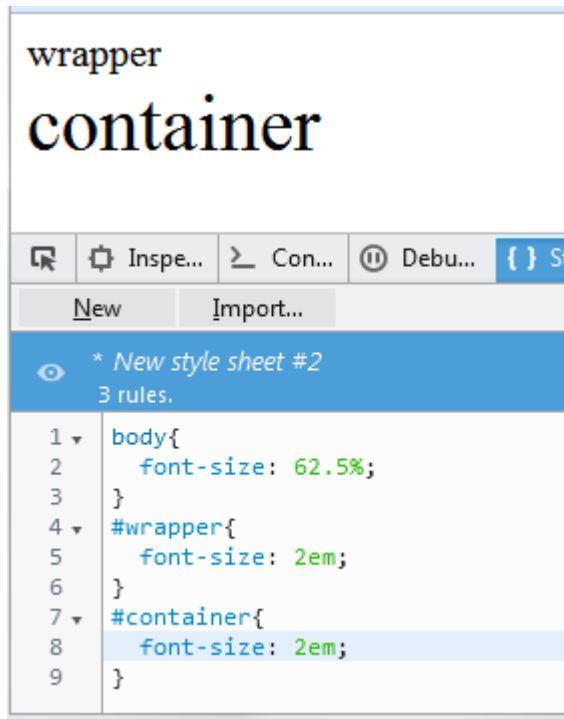 wrapper
container
Inspe... Con... Debu... { } S
New Import...
* New style sheet #2
3 rules.
1 body{
2 font-size: 62.5%;
3 }
4 #wrapper{
5 font-size: 2em;
6 }
7 #container{
8 font-size: 2em;
9 }